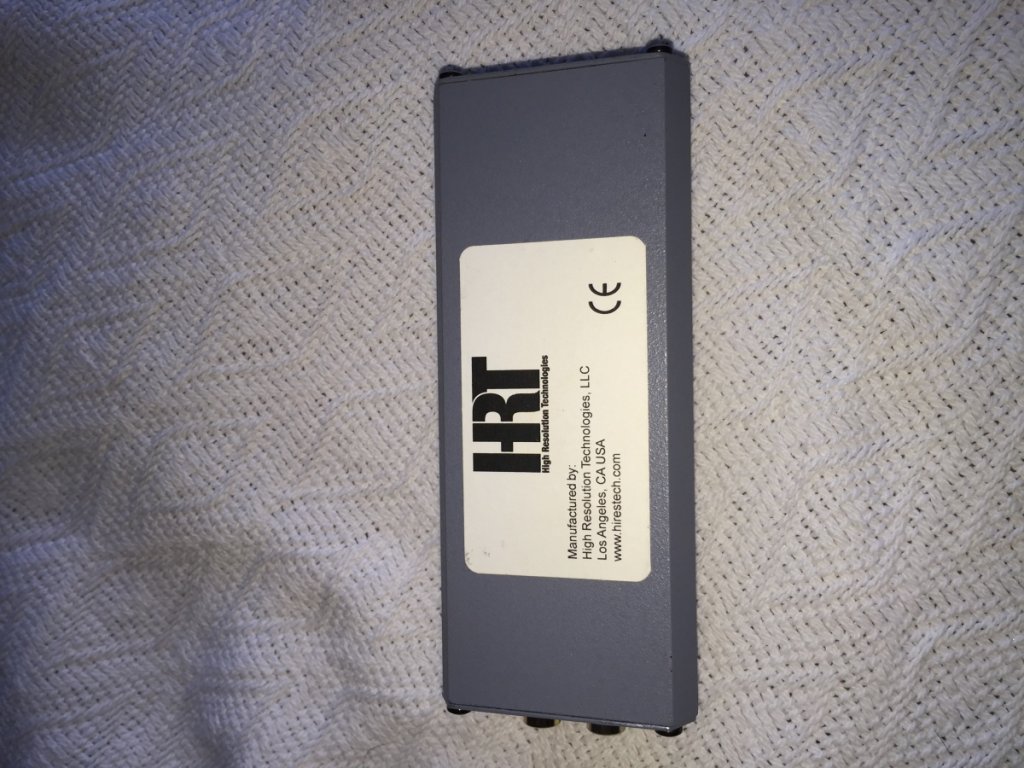 HRT
High Resolution Technologies
Manufactured by:
High Resolution Technologies, LLC
Los Angeles, CA USA
www.hirestech.com
CE